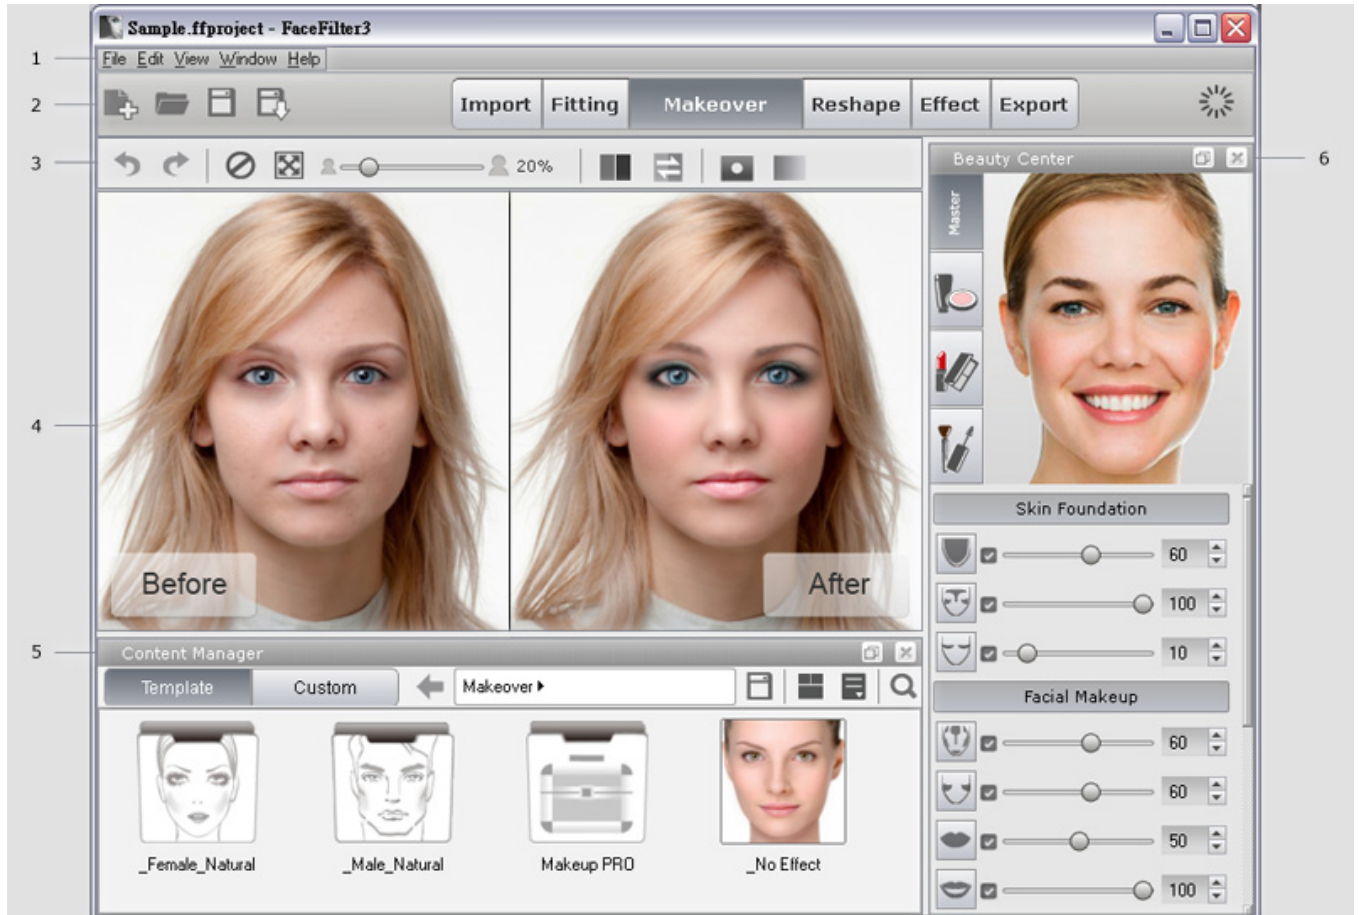 Sample.ffproject - FaceFilter3
1
File Edit View Window Help
2
Import Fitting Makeover Reshape Effect Export
3
20%
Beauty Center
6
Master
4
Before
After
Skin Foundation
60
100
10
5
Content Manager
Template Custom Makeover
Facial Makeup
60
60
50
100
_Female_Natural _Male_Natural Makeup PRO _No Effect